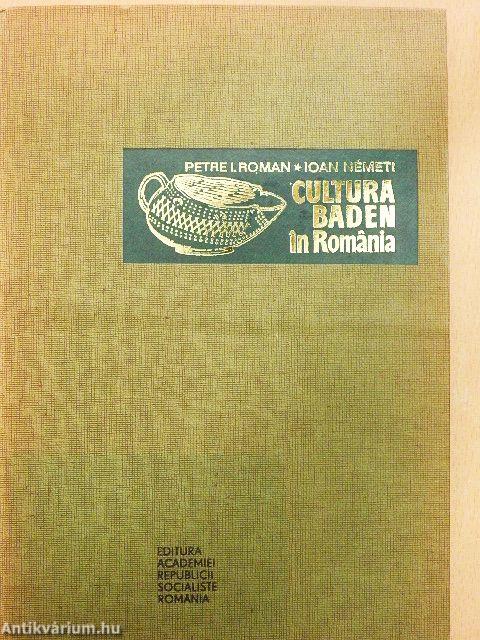 PETRE I. ROMAN * IOAN NÉMETI
CULTURA
BADEN
în România
EDITURA
ACADEMIEI
REPUBLICII
SOCIALISTE
ROMÂNIA
Antikvárium.hu